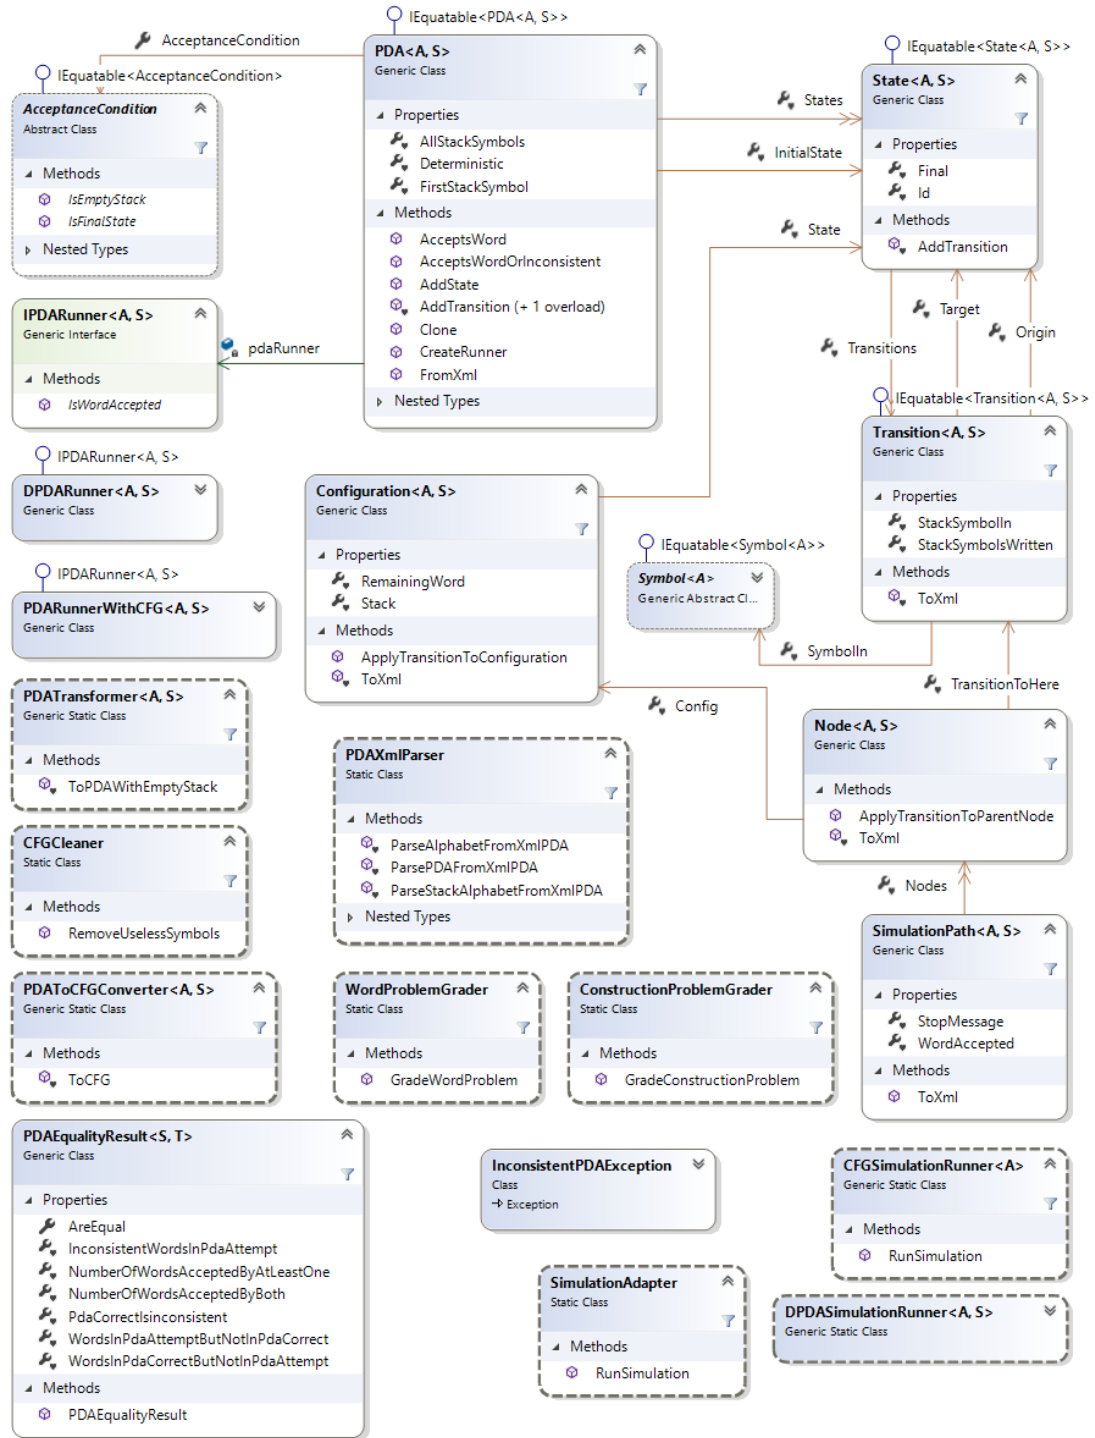 IEquatable<PDA<A, S>>
AcceptanceCondition
PDA<A, S>
Generic Class
Properties
AllStackSymbols
Deterministic
FirstStackSymbol
Methods
AcceptsWord
AcceptsWordOrInconsistent
AddState
AddTransition (+ 1 overload)
Clone
CreateRunner
FromXml
Nested Types
IEquatable<AcceptanceCondition>
AcceptanceCondition
Abstract Class
Methods
IsEmptyStack
IsFinalState
Nested Types
States
InitialState
State
IEquatable<State<A, S>>
State<A, S>
Generic Class
Properties
Final
Id
Methods
AddTransition
IPDARunner<A, S>
Generic Interface
Methods
IsWordAccepted
pdaRunner
Target
Origin
Transitions
IEquatable<Transition<A, S>>
Transition<A, S>
Generic Class
Properties
StackSymbolIn
StackSymbolsWritten
Methods
ToXml
IPDARunner<A, S>
DPDARunner<A, S>
Generic Class
Configuration<A, S>
Generic Class
Properties
RemainingWord
Stack
Methods
ApplyTransitionToConfiguration
ToXml
IEquatable<Symbol<A>>
Symbol<A>
Generic Abstract Cl...
SymbolIn
IPDARunner<A, S>
PDARunnerWithCFG<A, S>
Generic Class
TransitionToHere
Config
PDATransformer<A, S>
Generic Static Class
Methods
ToPDAWithEmptyStack
PDAXmlParser
Static Class
Methods
ParseAlphabetFromXmlPDA
ParsePDAFromXmlPDA
ParseStackAlphabetFromXmlPDA
Nested Types
Node<A, S>
Generic Class
Methods
ApplyTransitionToParentNode
ToXml
Nodes
CFGCleaner
Static Class
Methods
RemoveUselessSymbols
SimulationPath<A, S>
Generic Class
Properties
StopMessage
WordAccepted
Methods
ToXml
PDAToCFGConverter<A, S>
Generic Static Class
Methods
ToCFG
WordProblemGrader
Static Class
Methods
GradeWordProblem
ConstructionProblemGrader
Static Class
Methods
GradeConstructionProblem
PDAEqualityResult<S, T>
Generic Class
Properties
AreEqual
InconsistentWordsInPdaAttempt
NumberOfWordsAcceptedByAtLeastOne
NumberOfWordsAcceptedByBoth
PdaCorrectIsinconsistent
WordsInPdaAttemptButNotInPdaCorrect
WordsInPdaCorrectButNotInPdaAttempt
Methods
PDAEqualityResult
InconsistentPDAException
Class
Exception
CFGSimulationRunner<A>
Generic Static Class
Methods
RunSimulation
SimulationAdapter
Static Class
Methods
RunSimulation
DPDASimulationRunner<A, S>
Generic Static Class